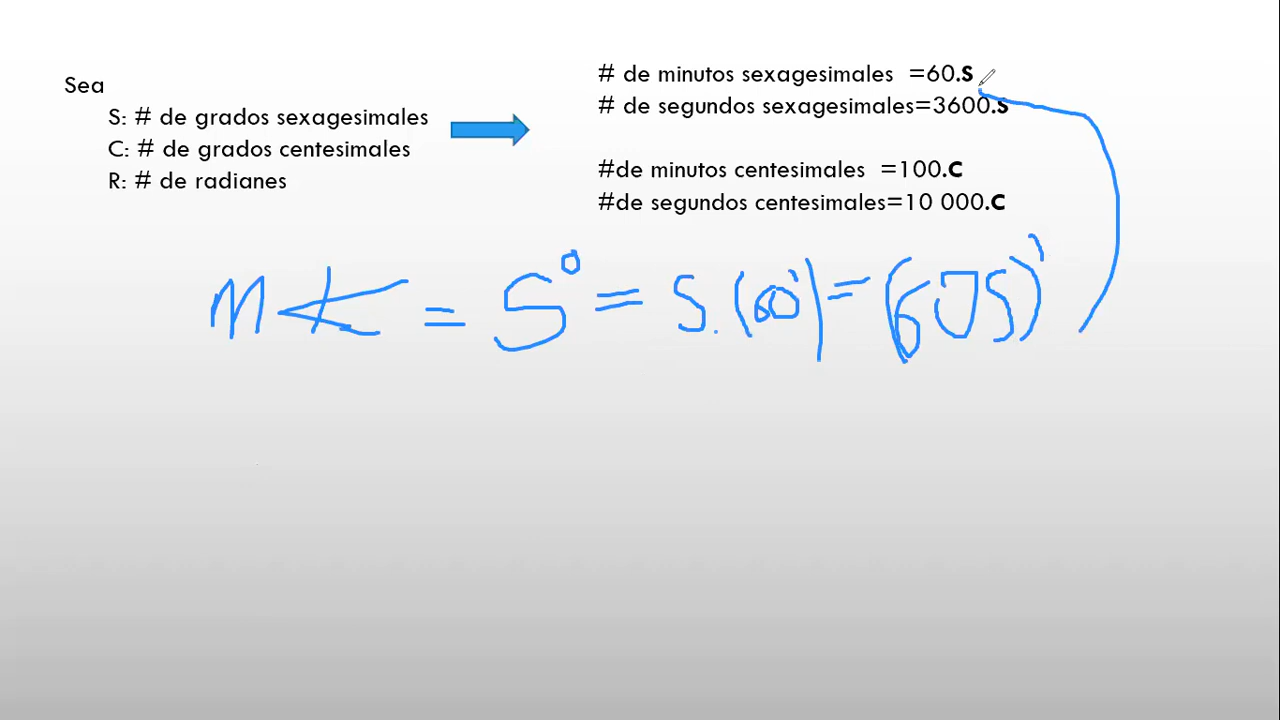 Sea
S: # de grados sexagesimales
C: # de grados centesimales
R: # de radianes
# de minutos sexagesimales =60.S
# de segundos sexagesimales=3600.S
#de minutos centesimales =100.C
#de segundos centesimales=10 000.C
m∢ = S° = S.(60') = (60S)'